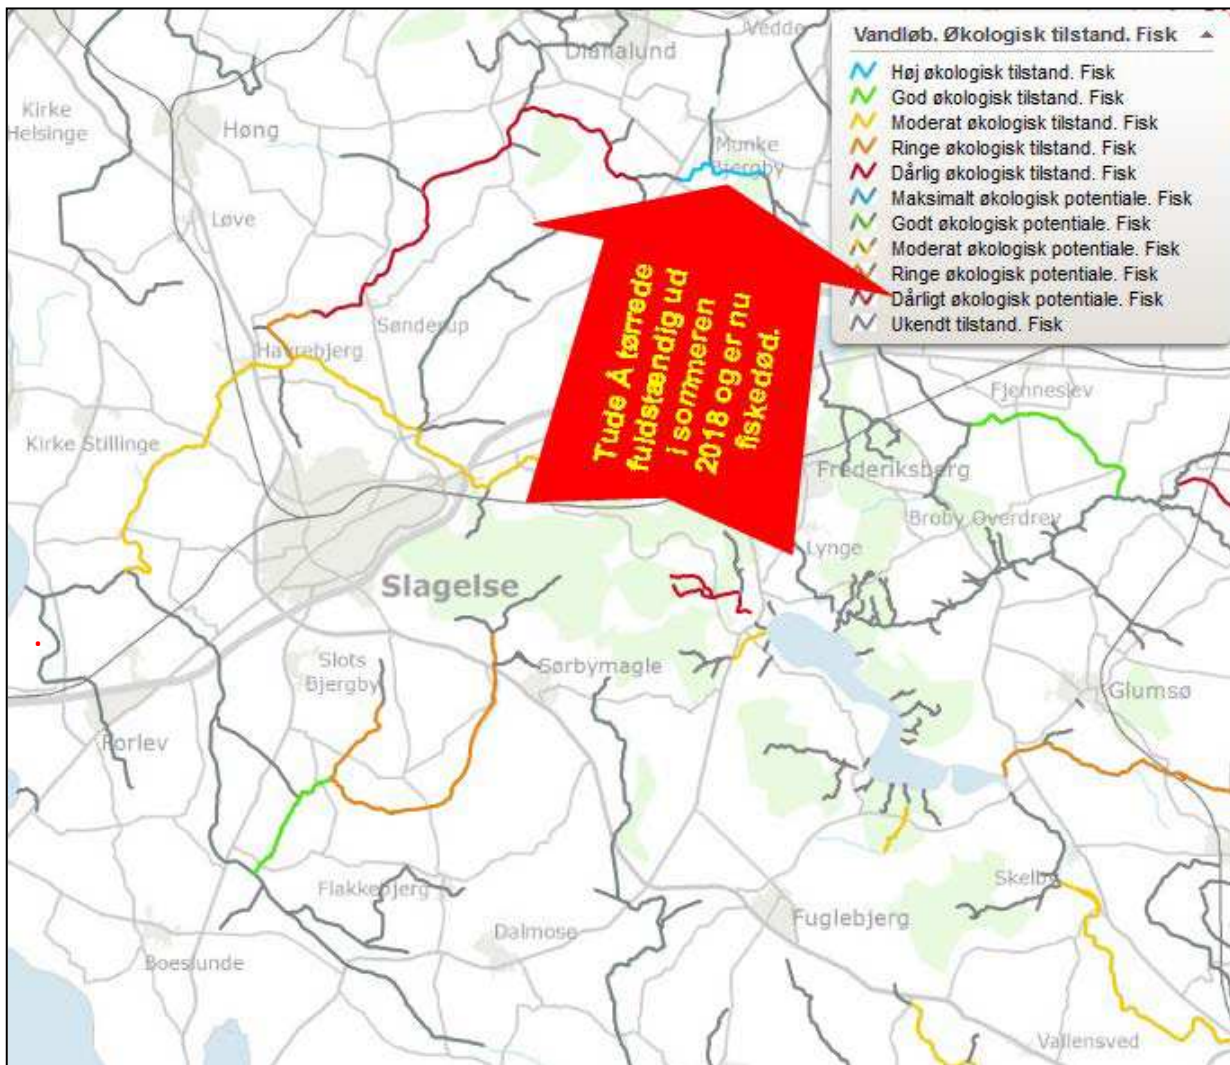 Vandløb. Økologisk tilstand. Fisk
Høj økologisk tilstand. Fisk
God økologisk tilstand. Fisk
Moderat økologisk tilstand. Fisk
Ringe økologisk tilstand. Fisk
Dårlig økologisk tilstand. Fisk
Maksimalt økologisk potentiale. Fisk
Godt økologisk potentiale. Fisk
Moderat økologisk potentiale. Fisk
Ringe økologisk potentiale. Fisk
Dårligt økologisk potentiale. Fisk
Ukendt tilstand. Fisk
Vedde
Dianalund
Kirke
Helsinge
Høng
Munke
Bjergby
Løve
Sønderup
Havrebjerg
Tude Å tørrede
fuldstændig ud
i sommeren
2018 og er nu
fiskedød.
Fjenneslev
Kirke Stillinge
Frederiksberg
Broby Overdrev
Lynge
Slagelse
Slots
Bjergby
Sørbymagle
Glumsø
Forlev
Flakkebjerg
Skelby
Fuglebjerg
Dalmose
Boeslunde
Vallensved